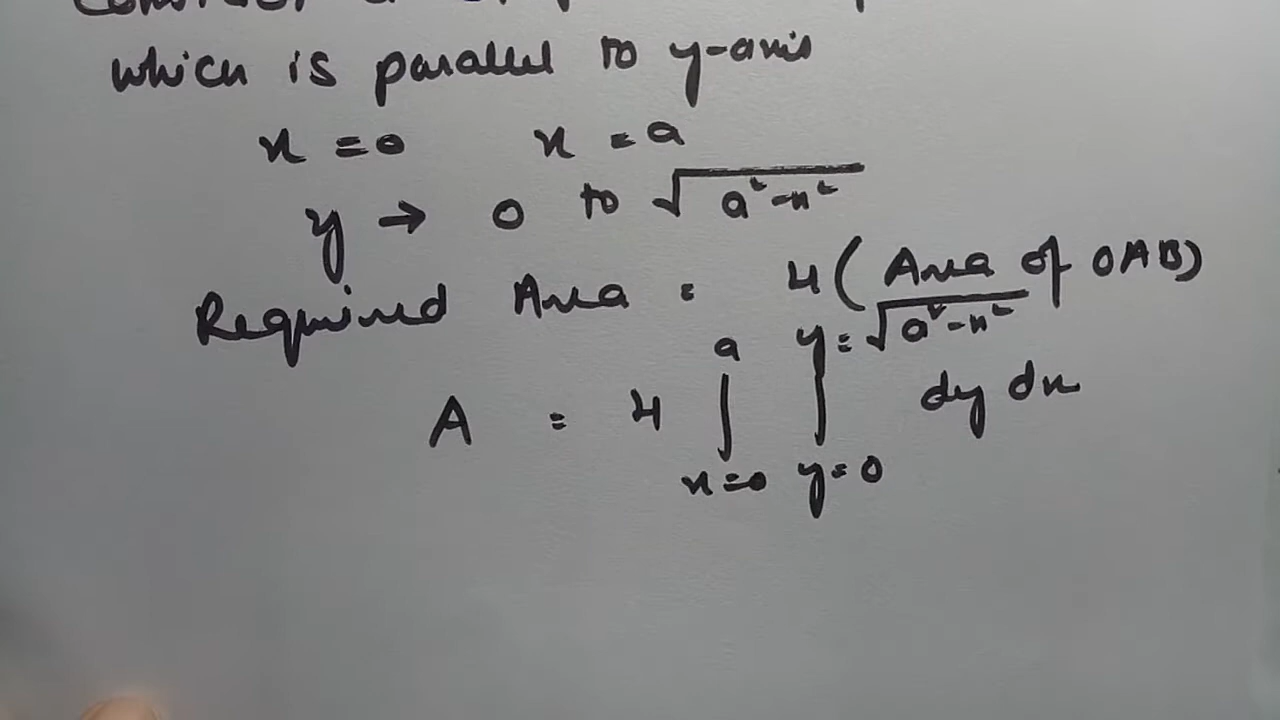 which is parallel to y-axis
x = 0 x = a
y → 0 to √(a²-x²)
Required Area = 4 ( Area of OAB)
A = 4 ∫_{x=0}^{a} ∫_{y=0}^{y=√(a²-x²)} dy dx